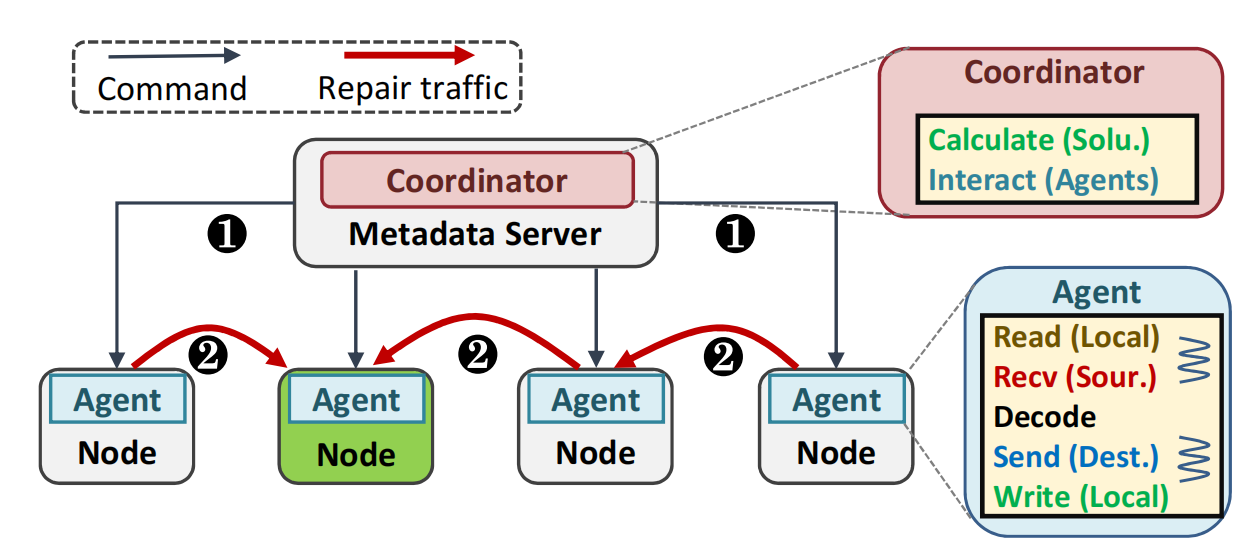 Command
Repair traffic
Coordinator
Calculate (Solu.)
Interact (Agents)
Coordinator
Metadata Server
❶
❶
Agent
Read (Local)
Recv (Sour.)
Decode
Send (Dest.)
Write (Local)
❷
❷
❷
Agent
Node
Agent
Node
Agent
Node
Agent
Node